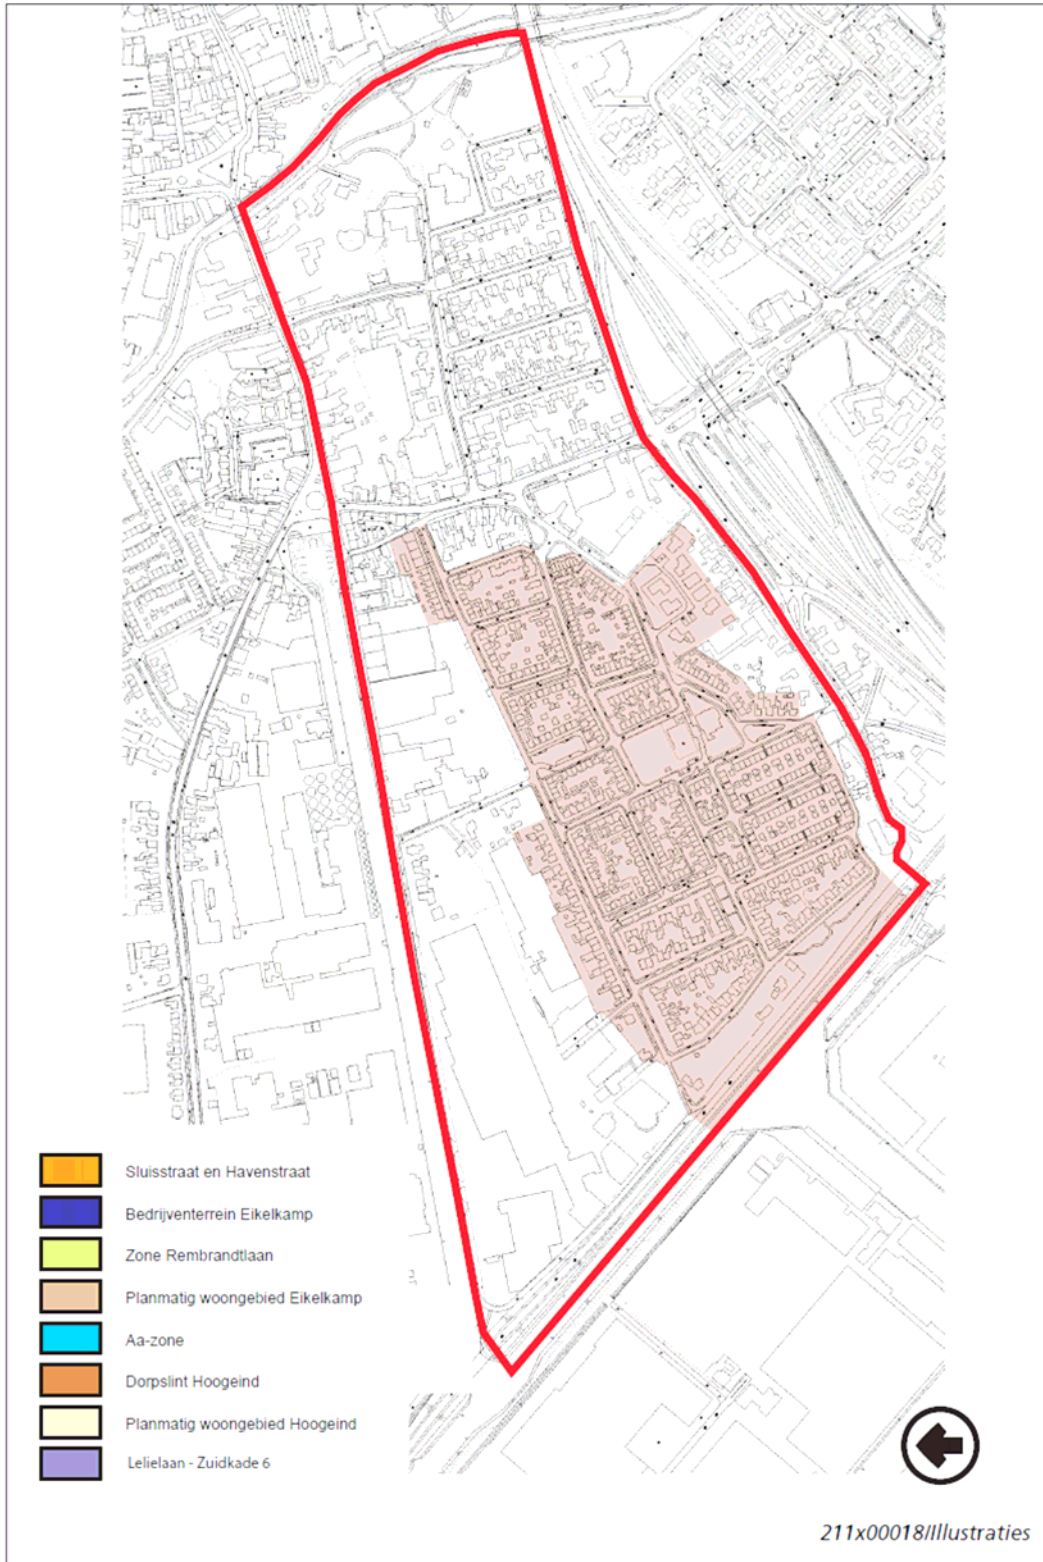 Sluisstraat en Havenstraat
Bedrijventerrein Eikelkamp
Zone Rembrandtlaan
Planmatig woongebied Eikelkamp
Aa-zone
Dorpslint Hoogeind
Planmatig woongebied Hoogeind
Lelielaan - Zuidkade 6
211x00018/Illustraties